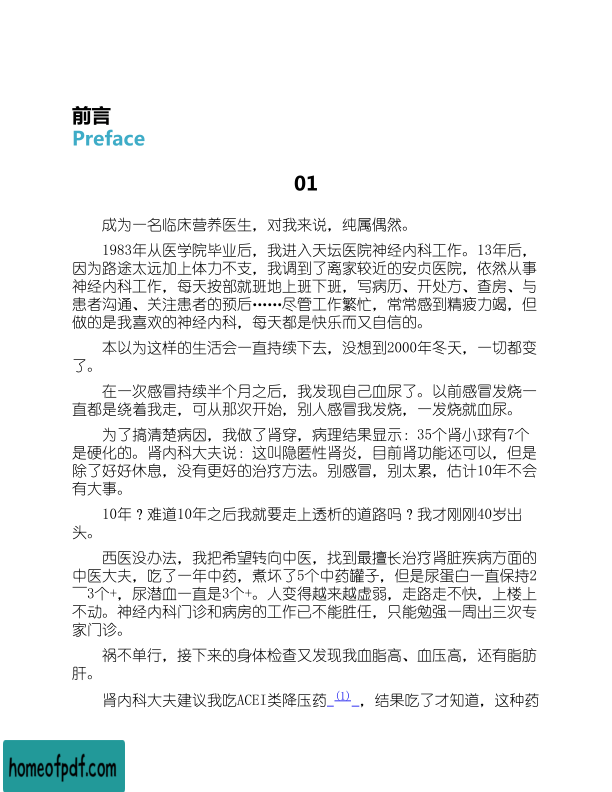 前言
Preface
01
成为一名临床营养医生，对我来说，纯属偶然。
1983年从医学院毕业后，我进入天坛医院神经内科工作。13年后，
因为路途太远加上体力不支，我调到了离家较近的安贞医院，依然从事
神经内科工作，每天按部就班地上班下班，写病历、开处方、查房、与
患者沟通、关注患者的预后……尽管工作繁忙，常常感到精疲力竭，但
做的是我喜欢的神经内科，每天都是快乐而又自信的。
本以为这样的生活会一直持续下去，没想到2000年冬天，一切都变
了。
在一次感冒持续半个月之后，我发现自己血尿了。以前感冒发烧一
直都是绕着我走，可从那次开始，别人感冒我发烧，一发烧就血尿。
为了搞清楚病因，我做了肾穿，病理结果显示：35个肾小球有7个
是硬化的。肾内科大夫说：这叫隐匿性肾炎，目前肾功能还可以，但是
除了好好休息，没有更好的治疗方法。别感冒，别太累，估计10年不会
有大事。
10年？难道10年之后我就要走上透析的道路吗？我才刚刚40岁出
头。
西医没办法，我把希望转向中医，找到最擅长治疗肾脏疾病方面的
中医大夫，吃了一年中药，煮坏了5个中药罐子，但是尿蛋白一直保持2
￣3个+，尿潜血一直是3个+。人变得越来越虚弱，走路走不快，上楼上
不动。神经内科门诊和病房的工作已不能胜任，只能勉强一周出三次专
家门诊。
祸不单行，接下来的身体检查又发现我血脂高、血压高，还有脂肪
肝。
肾内科大夫建议我吃ACEI类降压药 (1) ，结果吃了才知道，这种药
homeofpdf.com